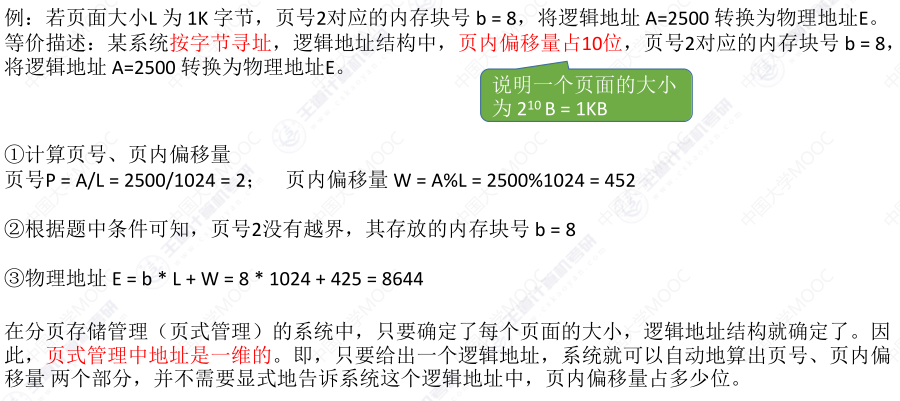 例：若页面大小L 为 1K 字节，页号2对应的内存块号 b = 8，将逻辑地址 A=2500 转换为物理地址E。
等价描述：某系统按字节寻址，逻辑地址结构中，页内偏移量占10位，页号2对应的内存块号 b = 8，
将逻辑地址 A=2500 转换为物理地址E。
说明一个页面的大小
为 2¹⁰ B = 1KB
①计算页号、页内偏移量
页号P = A/L = 2500/1024 = 2； 页内偏移量 W = A%L = 2500%1024 = 452
②根据题中条件可知，页号2没有越界，其存放的内存块号 b = 8
③物理地址 E = b * L + W = 8 * 1024 + 425 = 8644
在分页存储管理（页式管理）的系统中，只要确定了每个页面的大小，逻辑地址结构就确定了。因
此，页式管理中地址是一维的。即，只要给出一个逻辑地址，系统就可以自动地算出页号、页内偏
移量 两个部分，并不需要显式地告诉系统这个逻辑地址中，页内偏移量占多少位。